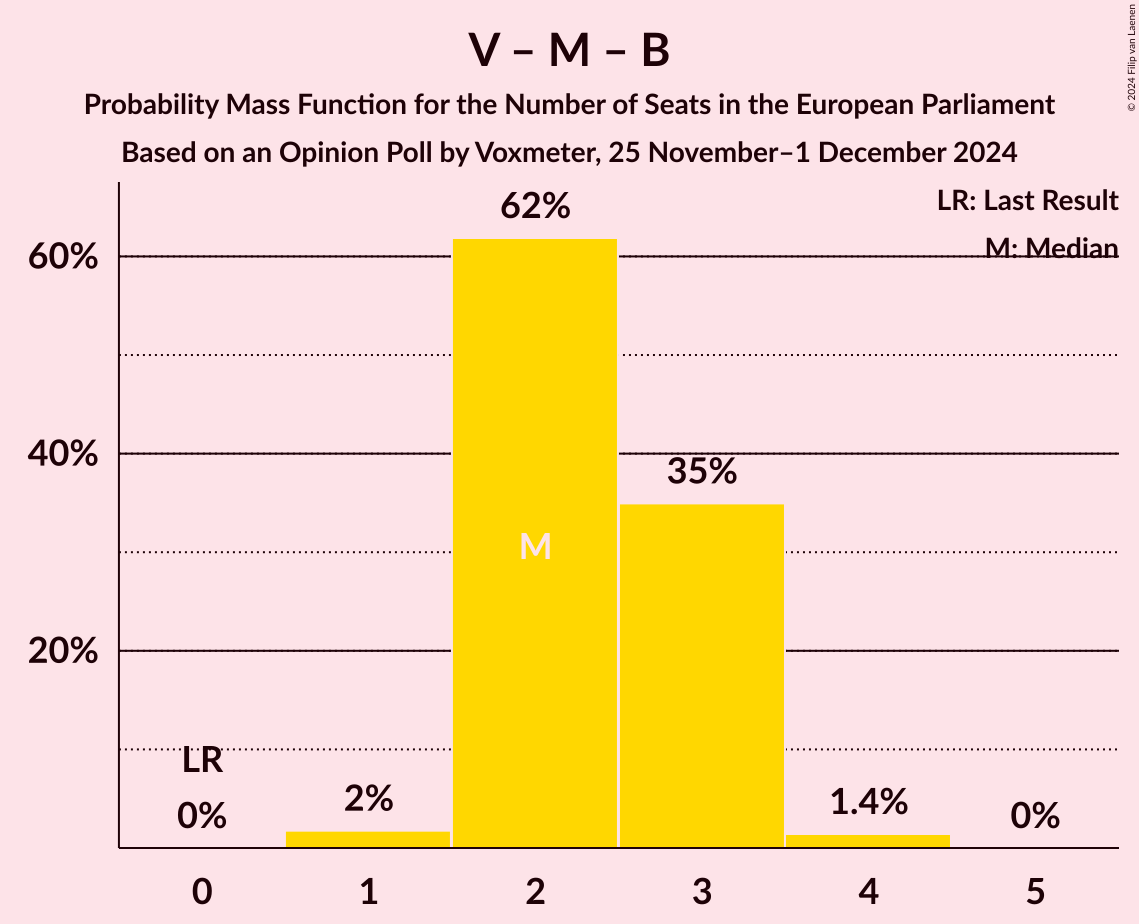 V – M – B
Probability Mass Function for the Number of Seats in the European Parliament
Based on an Opinion Poll by Voxmeter, 25 November–1 December 2024
© 2024 Filip van Laenen
LR: Last Result
M: Median
62%
60%
40%
35%
M
20%
LR
0%
2%
1.4%
0%
0 1 2 3 4 5